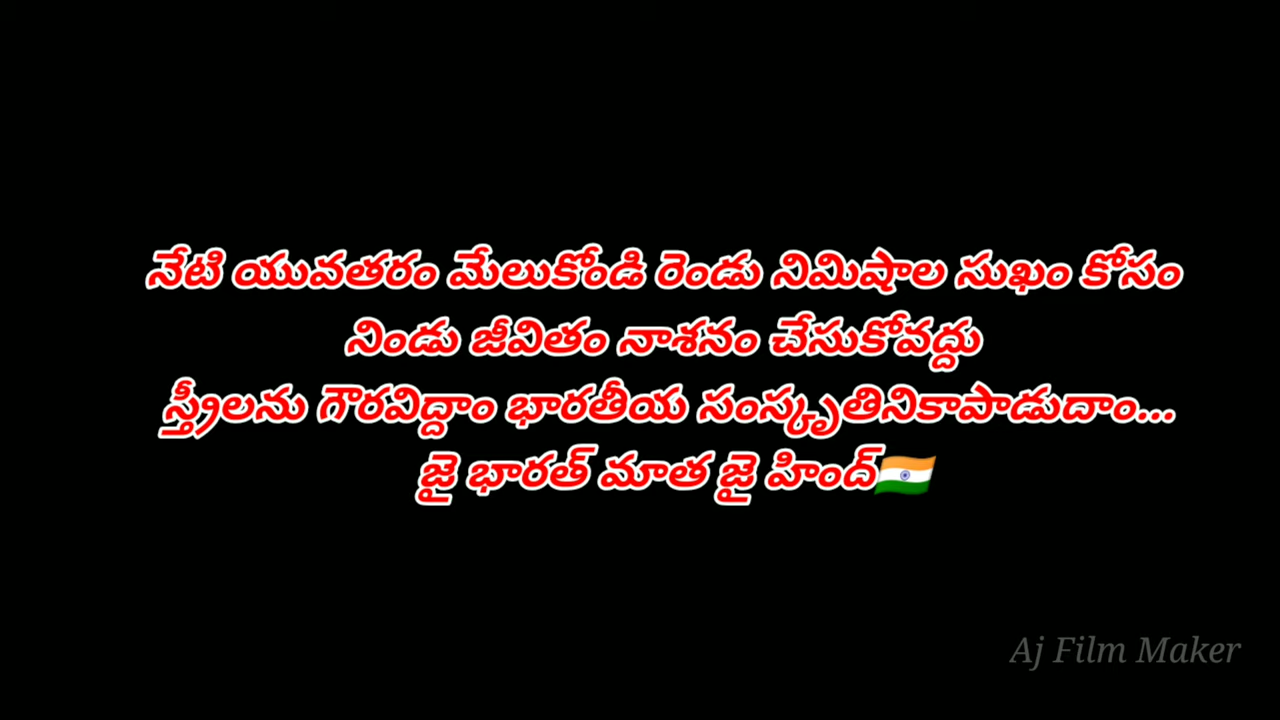 నేటి యువతరం మేలుకోండి రెండు నిమిషాల సుఖం కోసం
నిండు జీవితం నాశనం చేసుకోవద్దు
స్త్రీలను గౌరవిద్దాం భారతీయ సంస్కృతినికాపాడుదాం...
జై భారత్ మాత జై హింద్🇮🇳
Aj Film Maker